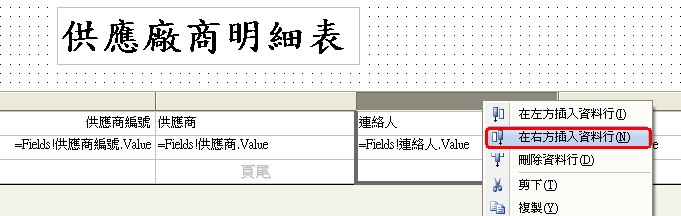 供應廠商明細表
供應商編號 供應商 連絡人
=Fields!供應商編號.Value =Fields!供應商.Value =Fields!連絡人.Value
頁尾
在左方插入資料行(I)
在右方插入資料行(N)
刪除資料行(D)
剪下(T)
複製(Y)